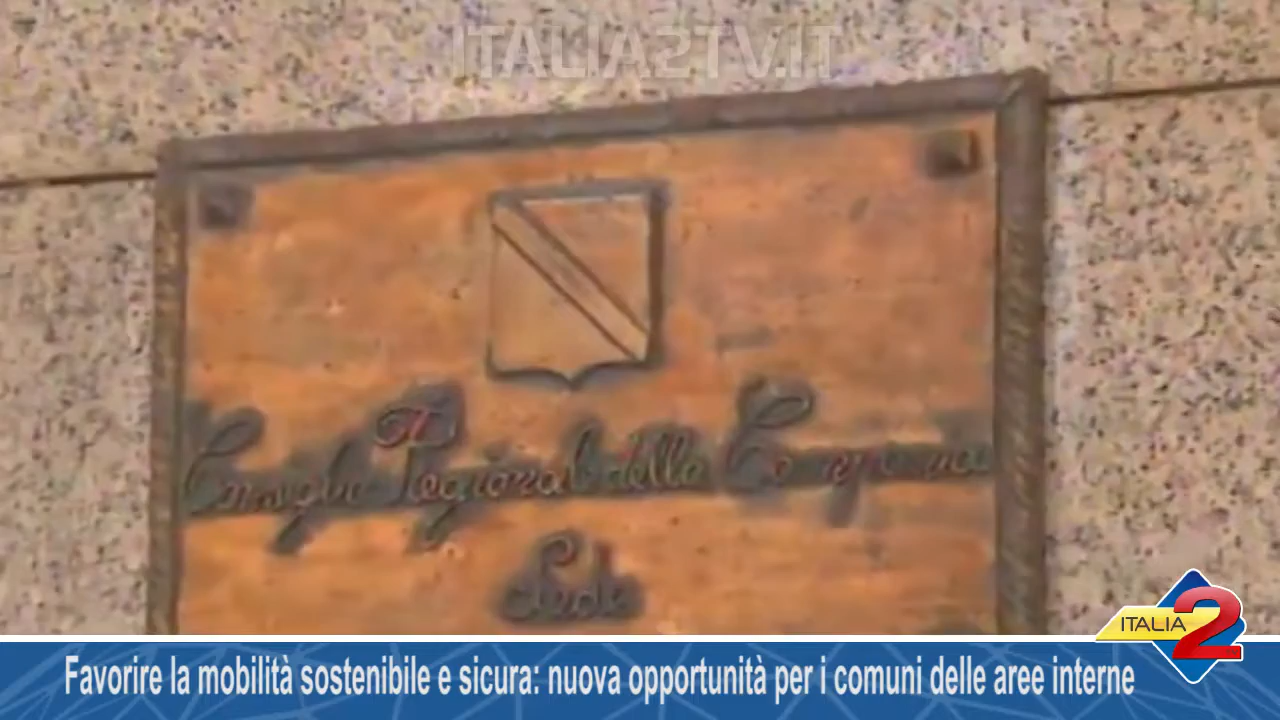 ITALIA2TV.IT
Consiglio Regionale della Campania
Sede
ITALIA 2
Favorire la mobilità sostenibile e sicura: nuova opportunità per i comuni delle aree interne